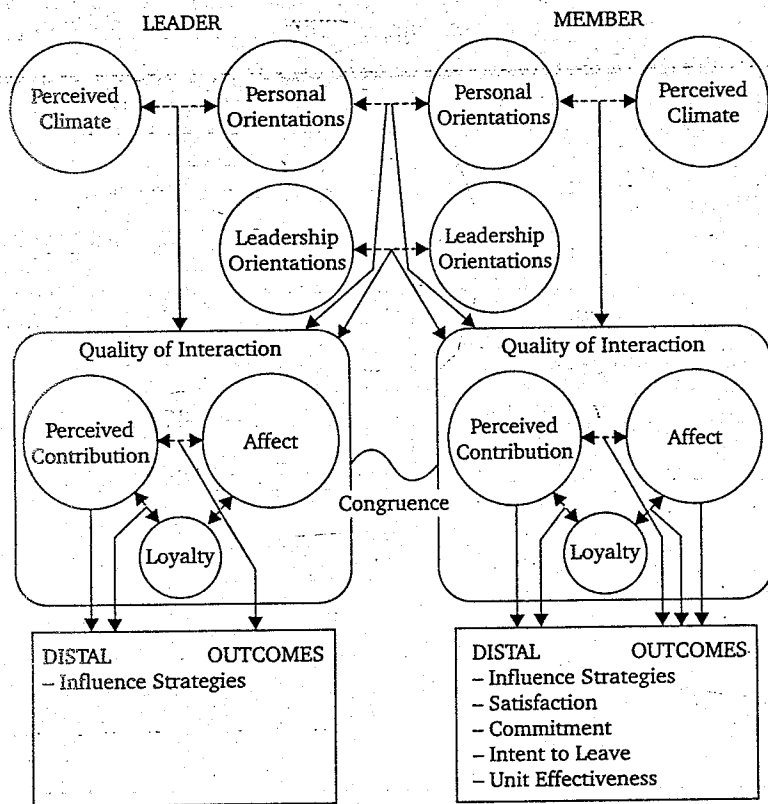 LEADER
MEMBER
Perceived
Climate
Personal
Orientations
Personal
Orientations
Perceived
Climate
Leadership
Orientations
Leadership
Orientations
Quality of Interaction
Perceived
Contribution
Affect
Loyalty
Congruence
Quality of Interaction
Perceived
Contribution
Affect
Loyalty
DISTAL OUTCOMES
– Influence Strategies
DISTAL OUTCOMES
– Influence Strategies
– Satisfaction
– Commitment
– Intent to Leave
– Unit Effectiveness